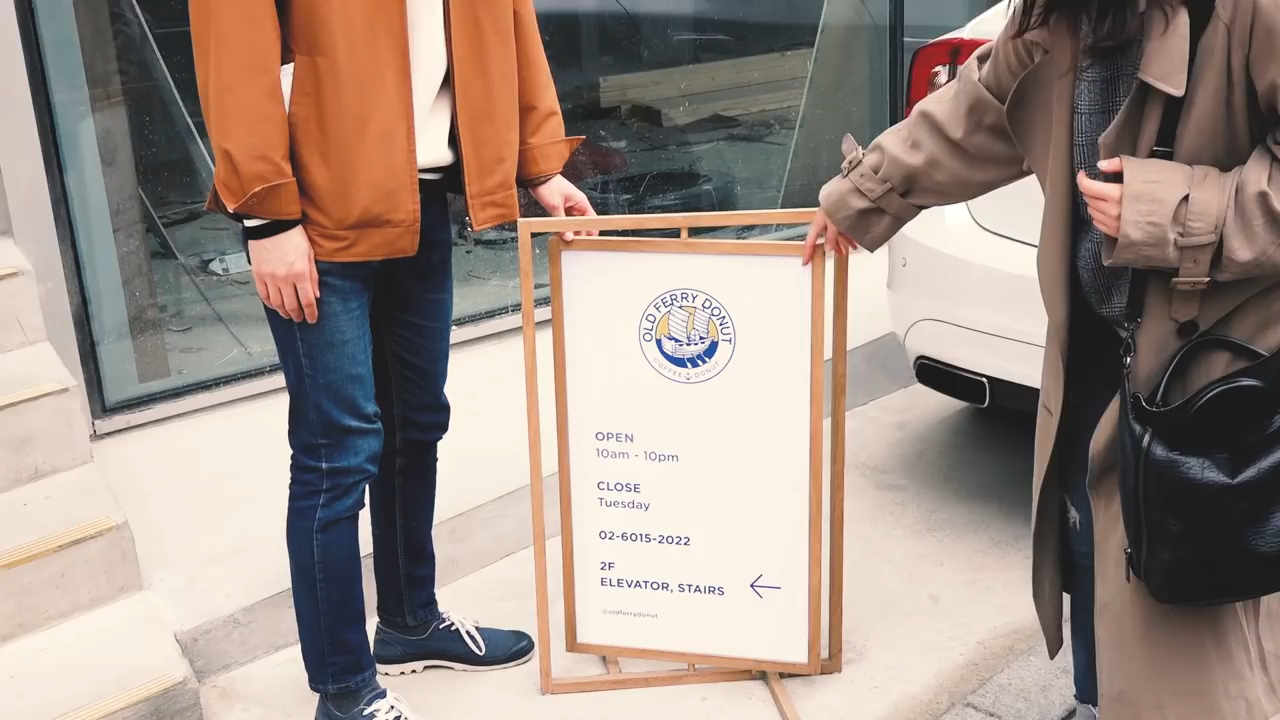 OLD FERRY DONUT
COFFEE DONUT
OPEN
10am - 10pm
CLOSE
Tuesday
02-6015-2022
2F
ELEVATOR, STAIRS
@oldferrydonut